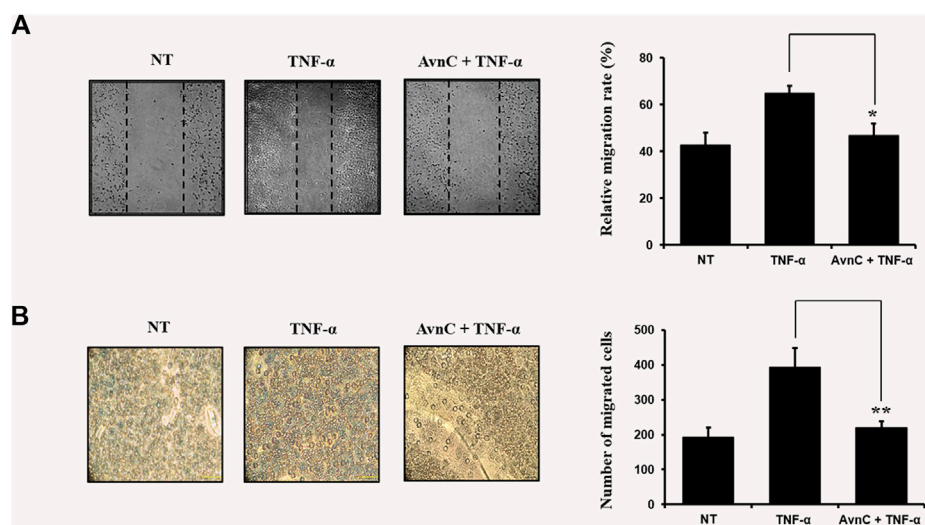 A
NT
TNF-α
AvnC + TNF-α
Relative migration rate (%)
80
60
40
20
0
*
NT
TNF-α
AvnC + TNF-α
B
NT
TNF-α
AvnC + TNF-α
Number of migrated cells
500
400
300
200
100
0
**
NT
TNF-α
AvnC + TNF-α